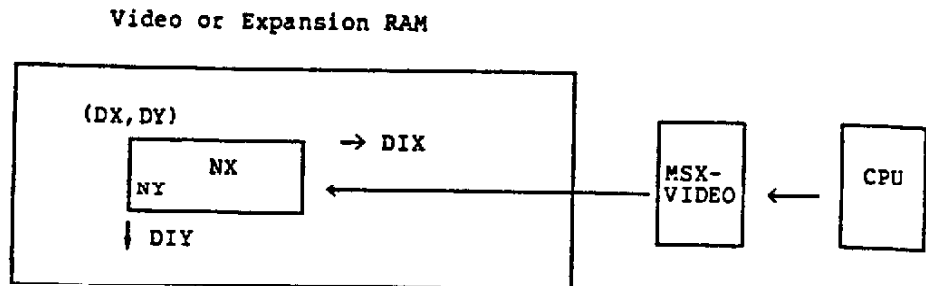 Video or Expansion RAM
(DX,DY)
→ DIX
NX
NY
DIY
MSX-
VIDEO
CPU